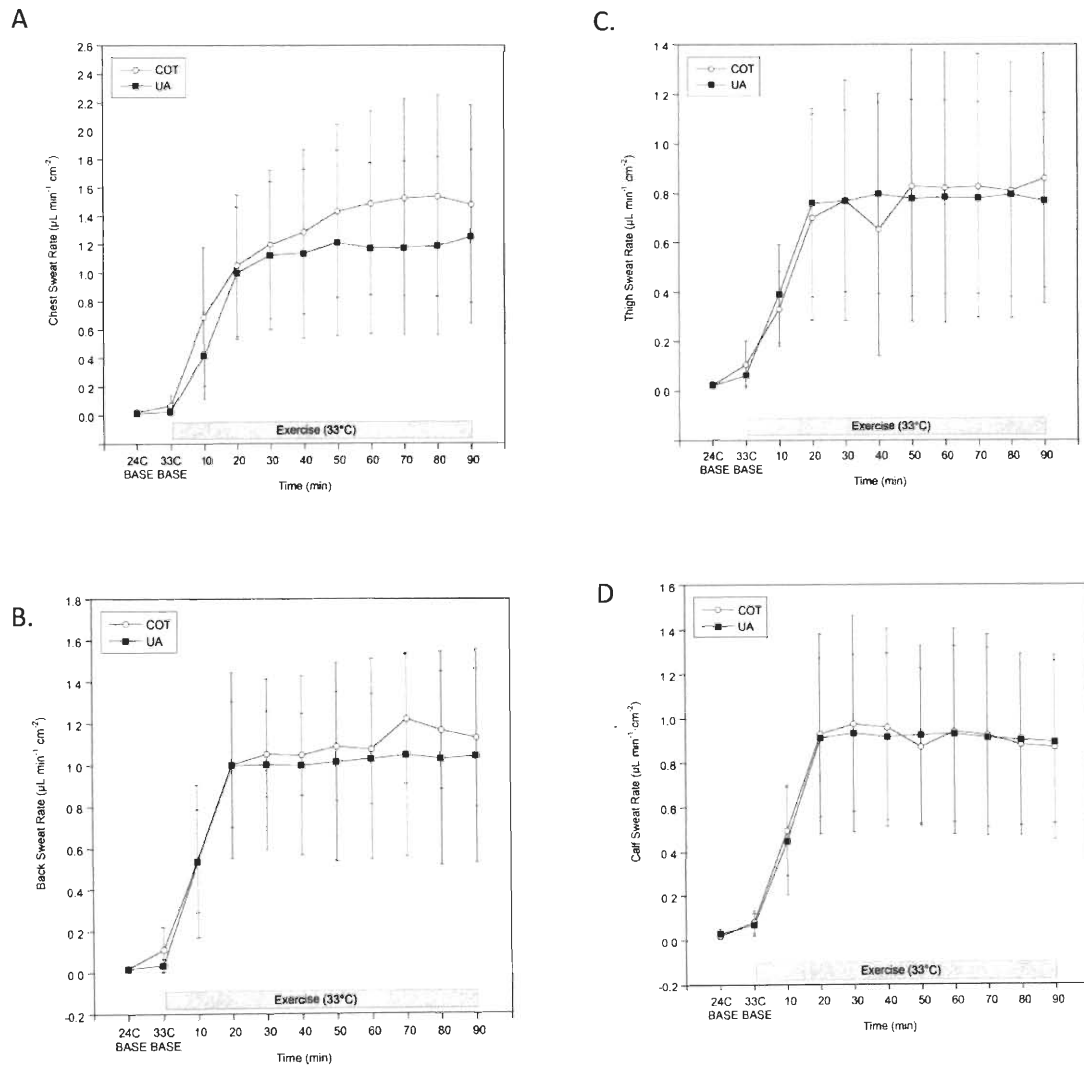 A
2.6
2.4
2.2
2.0
1.8
1.6
1.4
1.2
1.0
0.8
0.6
0.4
0.2
0.0
Chest Sweat Rate (µL min⁻¹ cm⁻²)
COT
UA
Exercise (33°C)
24C 33C 10 20 30 40 50 60 70 80 90
BASE BASE
Time (min)
C.
1.4
1.2
1.0
0.8
0.6
0.4
0.2
0.0
Thigh Sweat Rate (µL min⁻¹ cm⁻²)
COT
UA
Exercise (33°C)
24C 33C 10 20 30 40 50 60 70 80 90
BASE BASE
Time (min)
B.
1.8
1.6
1.4
1.2
1.0
0.8
0.6
0.4
0.2
0.0
-0.2
Back Sweat Rate (µL min⁻¹ cm⁻²)
COT
UA
Exercise (33°C)
24C 33C 10 20 30 40 50 60 70 80 90
BASE BASE
Time (min)
D
1.6
1.4
1.2
1.0
0.8
0.6
0.4
0.2
0.0
-0.2
Calf Sweat Rate (µL min⁻¹ cm⁻²)
COT
UA
Exercise (33°C)
24C 33C 10 20 30 40 50 60 70 80 90
BASE BASE
Time (min)